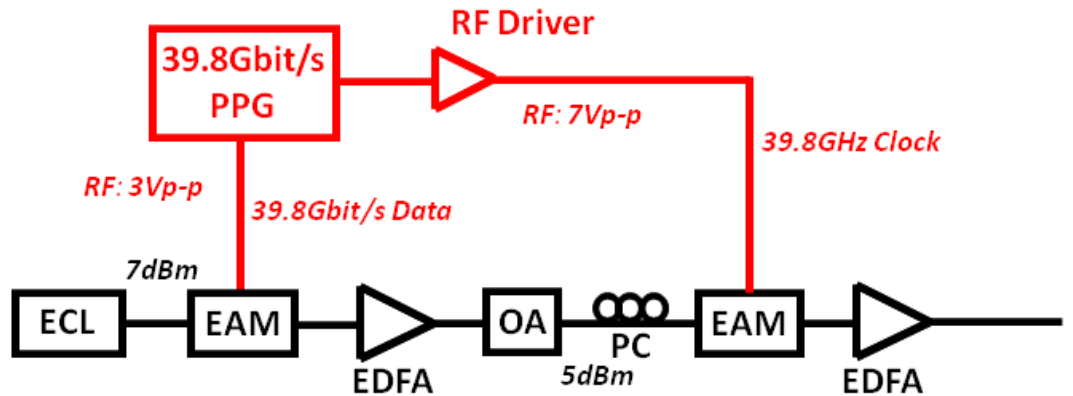 RF Driver
39.8Gbit/s
PPG
RF: 7Vp-p
39.8GHz Clock
RF: 3Vp-p
39.8Gbit/s Data
7dBm
ECL
EAM
EDFA
OA
PC
5dBm
EAM
EDFA